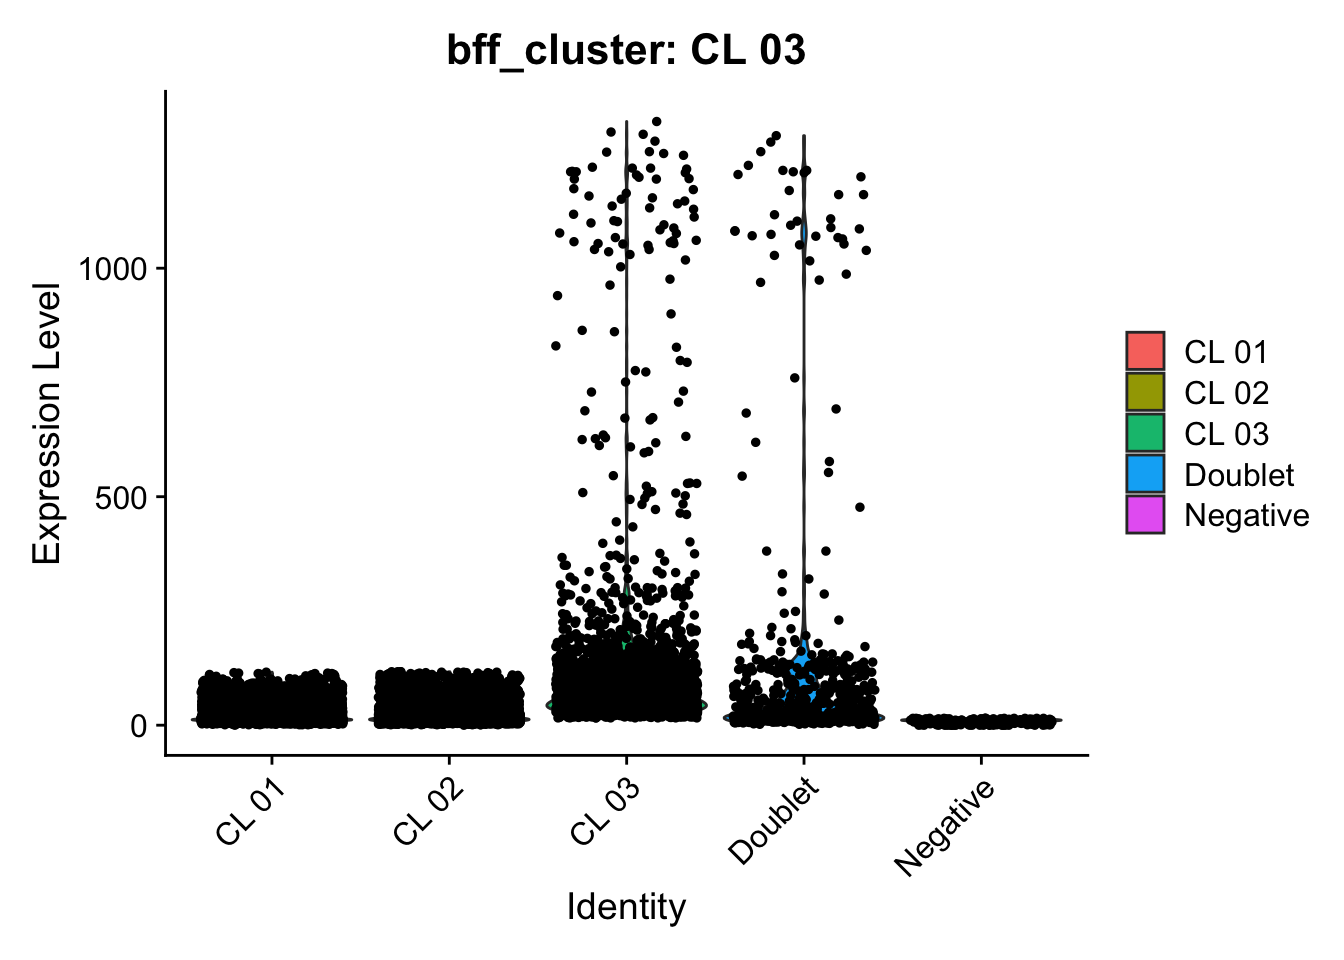 bff_cluster: CL 03
Expression Level
1000
500
0
CL 01
CL 02
CL 03
Doublet
Negative
Identity
CL 01
CL 02
CL 03
Doublet
Negative